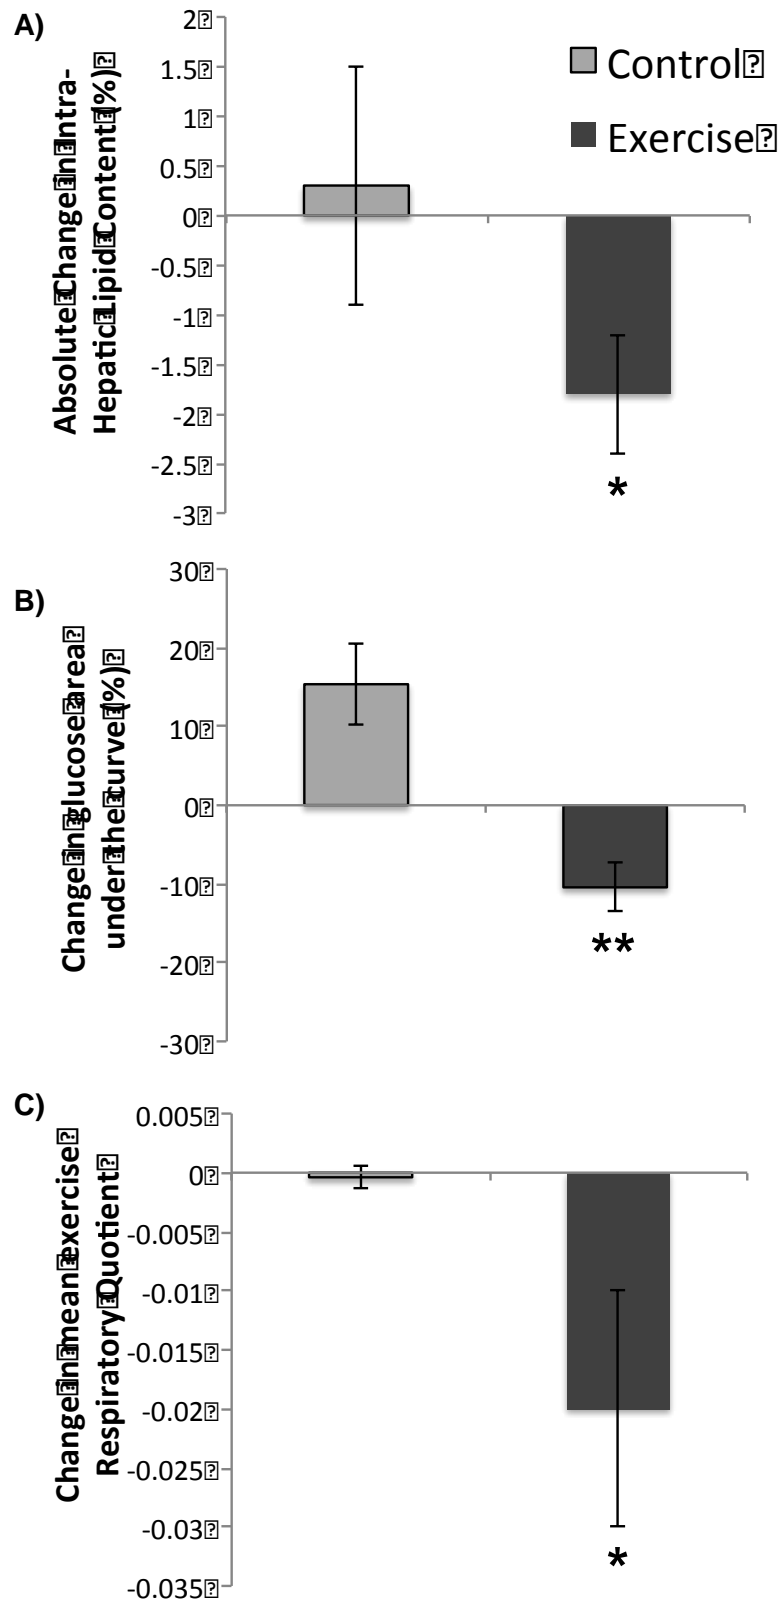 A)
Absolute Change in Intra-
Hepatic Lipid Content (%)
2
1.5
1
0.5
0
-0.5
-1
-1.5
-2
-2.5
-3
Control
Exercise
*
B)
Change in glucose area
under the curve (%)
30
20
10
0
-10
-20
-30
**
C)
Change in mean exercise
Respiratory Quotient
0.005
0
-0.005
-0.01
-0.015
-0.02
-0.025
-0.03
-0.035
*